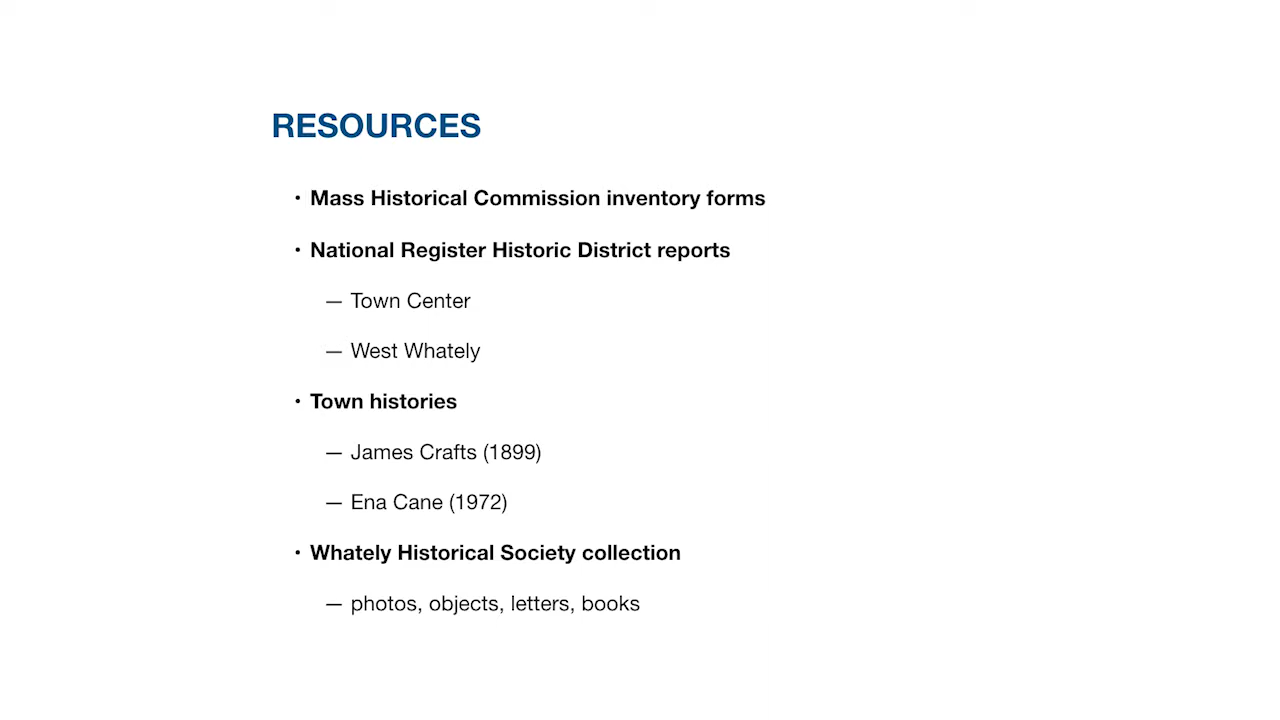 RESOURCES
• Mass Historical Commission inventory forms
• National Register Historic District reports
— Town Center
— West Whately
• Town histories
— James Crafts (1899)
— Ena Cane (1972)
• Whately Historical Society collection
— photos, objects, letters, books